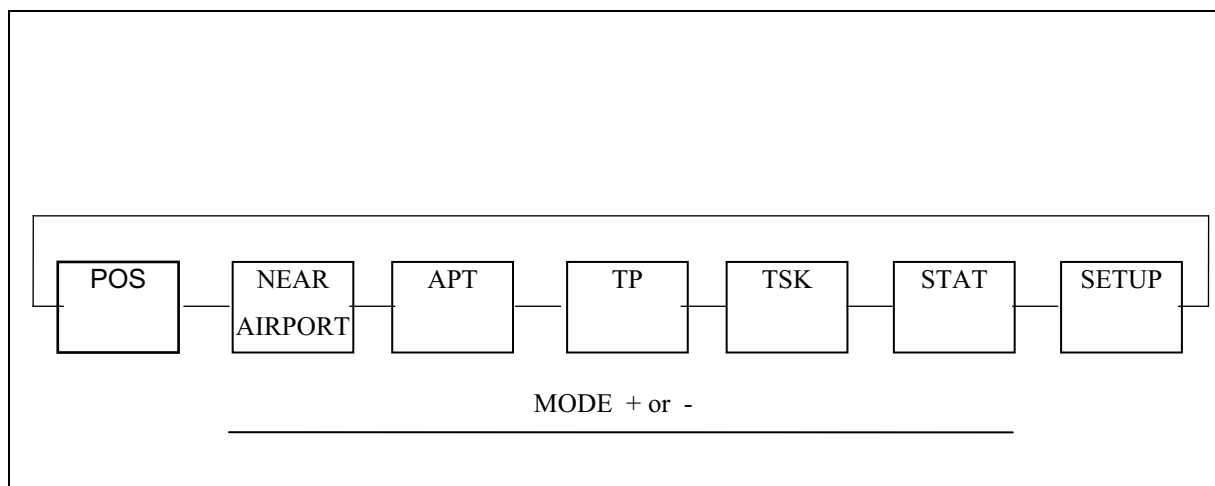 POS
NEAR
AIRPORT
APT
TP
TSK
STAT
SETUP
MODE + or -